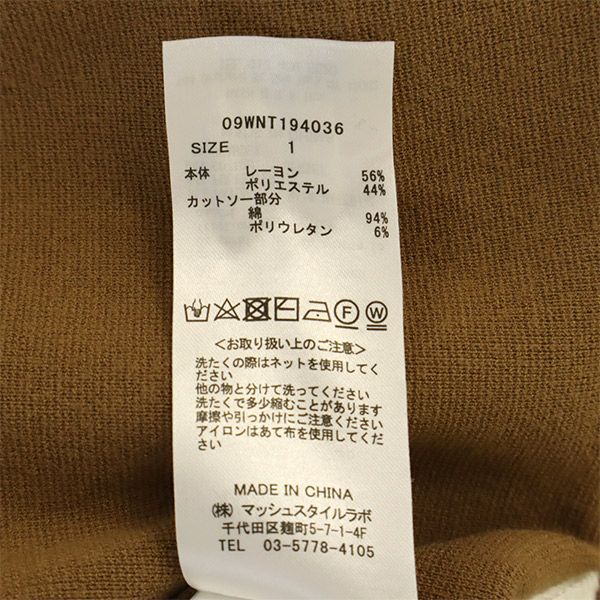 09WNT194036
SIZE 1
本体 レーヨン 56%
ポリエステル 44%
カットソー部分
綿 94%
ポリウレタン 6%
F W
<お取り扱い上のご注意>
洗たくの際はネットを使用してく
ださい
他の物と分けて洗ってください
洗たくで多少縮むことがあります
摩擦や引っかけにご注意ください
アイロンはあて布を使用してくだ
さい
MADE IN CHINA
(株) マッシュスタイルラボ
千代田区麹町5-7-1-4F
TEL 03-5778-4105